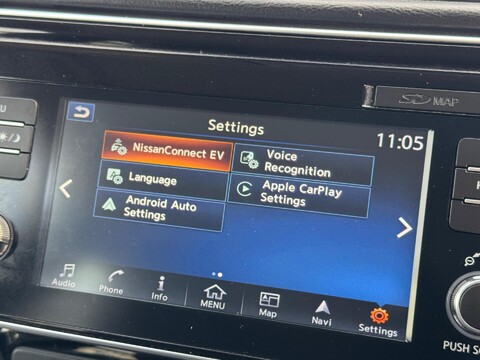 SD MAP
Settings
11:05
NissanConnect EV
Voice
Recognition
Language
Apple CarPlay
Settings
Android Auto
Settings
Audio
Phone
Info
MENU
Map
Navi
Settings